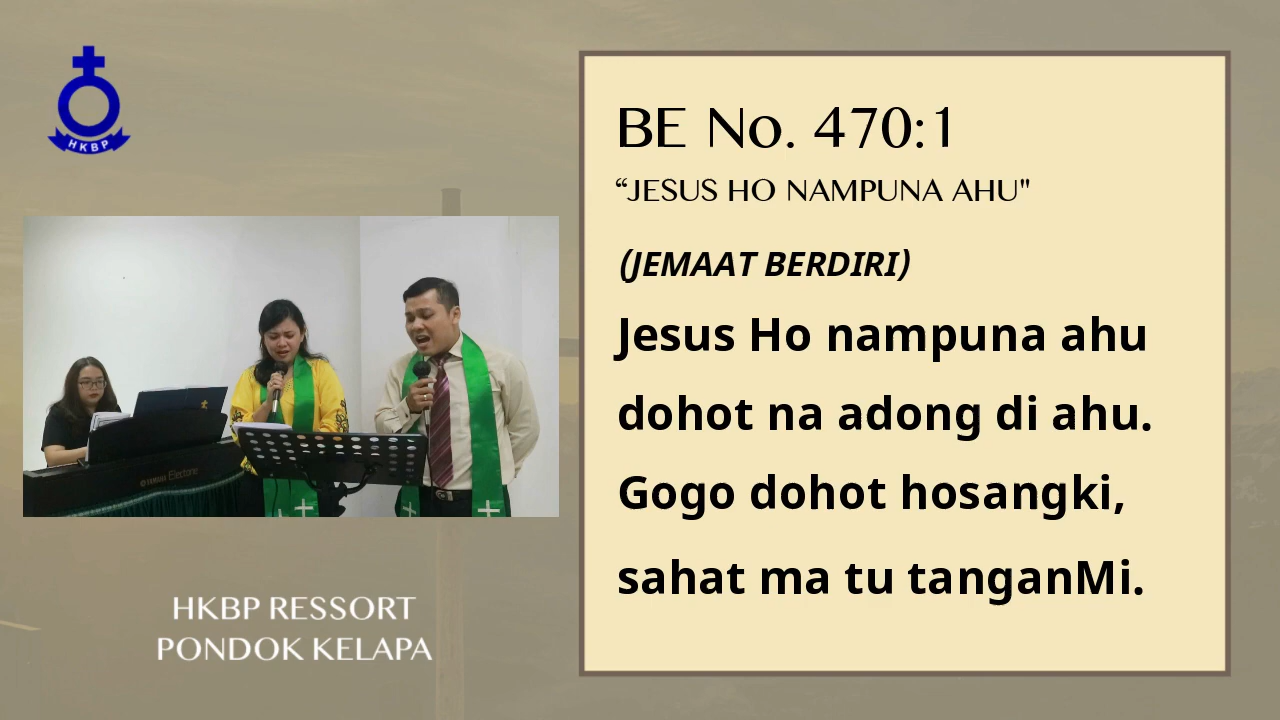 HKBP
BE No. 470:1
“JESUS HO NAMPUNA AHU"
(JEMAAT BERDIRI)
Jesus Ho nampuna ahu
dohot na adong di ahu.
Gogo dohot hosangki,
sahat ma tu tanganMi.
YAMAHA Electone
HKBP RESSORT
PONDOK KELAPA